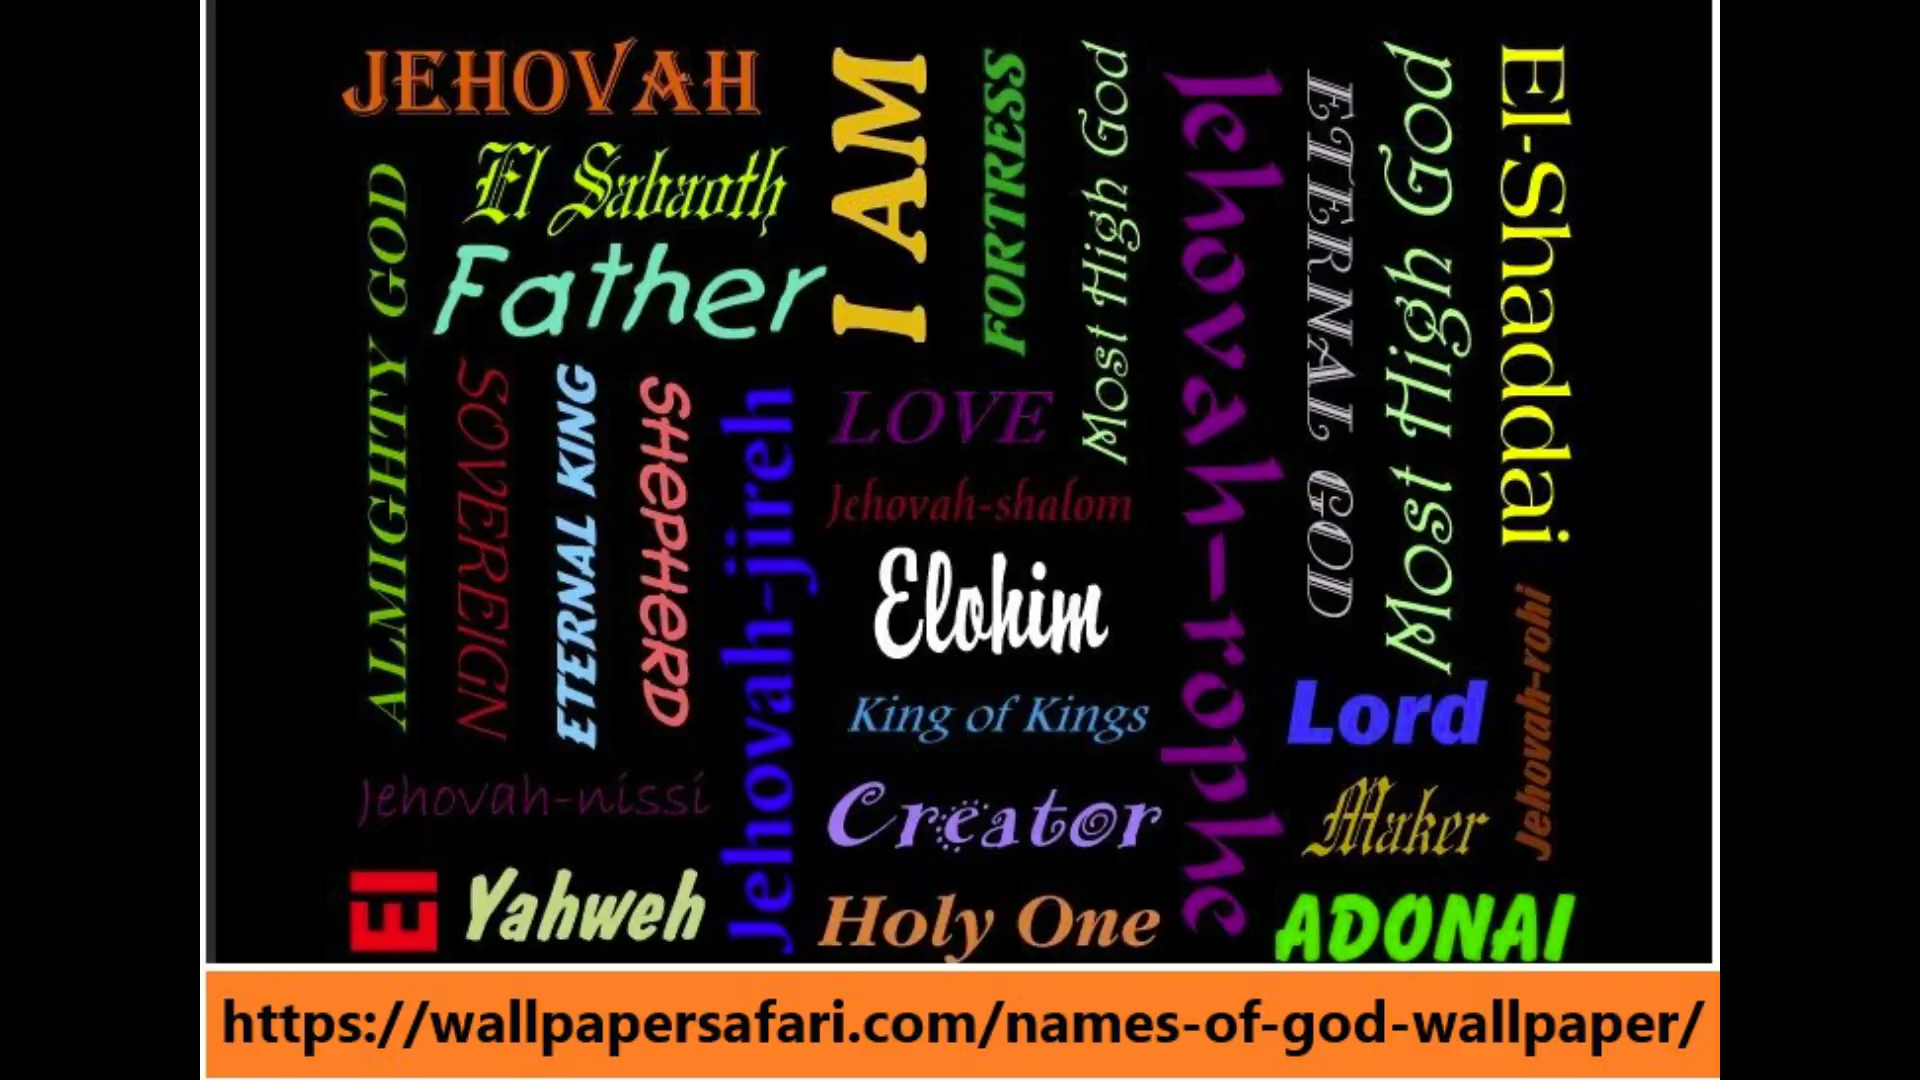 JEHOVAH
El Sabaoth
Father
ALMIGHTY GOD
SOVEREIGN
ETERNAL KING
SHePHeRD
Jehovah-jireh
Jehovah-nissi
El
Yahweh
I AM
FORTRESS
Most High God
LOVE
Jehovah-shalom
Elohim
King of Kings
Creator
Holy One
Jehovah-rophe
ETERNAL GOD
Most High God
El-Shaddai
Lord
Jehovah-rohi
Maker
ADONAI
https://wallpapersafari.com/names-of-god-wallpaper/